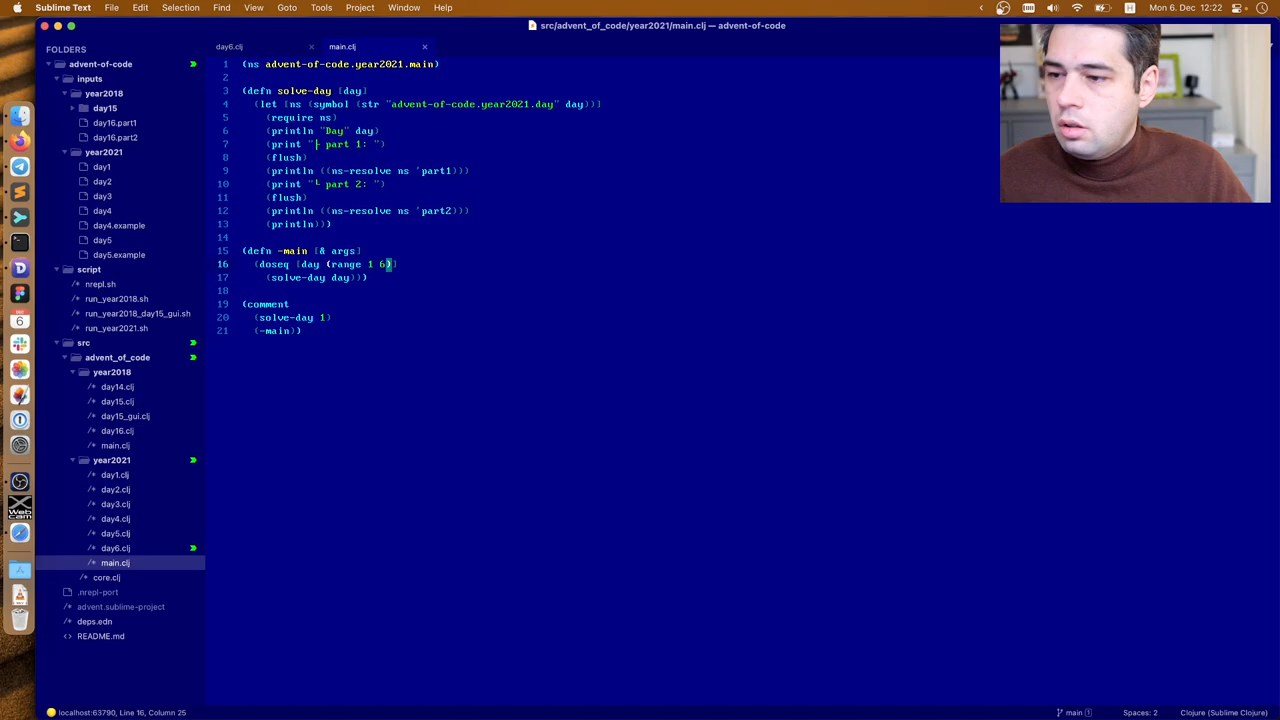 Sublime Text File Edit Selection Find View Goto Tools Project Window Help
Mon 6. Dec 12:22
src/advent_of_code/year2021/main.clj — advent-of-code
FOLDERS
advent-of-code
inputs
year2018
day15
day16.part1
day16.part2
year2021
day1
day2
day3
day4
day4.example
day5
day5.example
script
nrepl.sh
run_year2018.sh
run_year2018_day15_gui.sh
run_year2021.sh
src
advent_of_code
year2018
day14.clj
day15.clj
day15_gui.clj
day16.clj
main.clj
year2021
day1.clj
day2.clj
day3.clj
day4.clj
day5.clj
day6.clj
main.clj
core.clj
.nrepl-port
advent.sublime-project
deps.edn
README.md
day6.clj × main.clj ×
1 (ns advent-of-code.year2021.main)
2
3 (defn solve-day [day]
4 (let [ns (symbol (str "advent-of-code.year2021.day" day))]
5 (require ns)
6 (println "Day" day)
7 (print "├ part 1: ")
8 (flush)
9 (println ((ns-resolve ns 'part1)))
10 (print "└ part 2: ")
11 (flush)
12 (println ((ns-resolve ns 'part2)))
13 (println)))
14
15 (defn -main [& args]
16 (doseq [day (range 1 6)]
17 (solve-day day)))
18
19 (comment
20 (solve-day 1)
21 (-main))
DEC
6
Web
cam
localhost:63790, Line 16, Column 25
main 1
Spaces: 2
Clojure (Sublime Clojure)